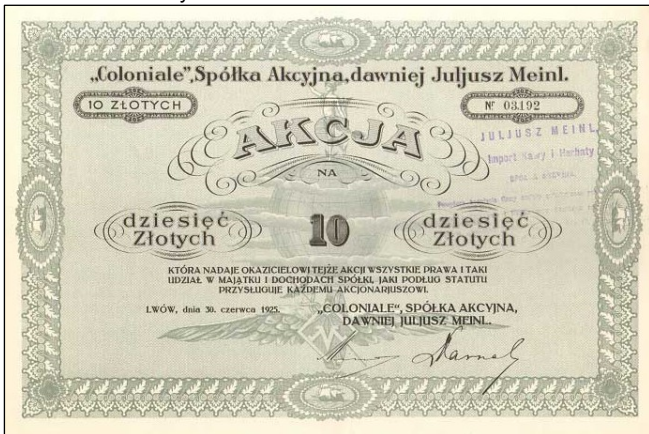 „Coloniale”, Spółka Akcyjna, dawniej Juljusz Meinl.
10 ZŁOTYCH
Nº 03,192
AKCJA
NA
dziesięć
Złotych
10
dziesięć
Złotych
JULJUSZ MEINL,
Import Kawy i Herbaty
KTÓRA NADAJE OKAZICIELOWI TEJŻE AKCJI WSZYSTKIE PRAWA I TAKI
UDZIAŁ W MAJĄTKU I DOCHODACH SPÓŁKI, JAKI PODŁUG STATUTU
PRZYSŁUGUJE KAŻDEMU AKCJONARJUSZOWI.
LWÓW, dnia 30. czerwca 1925.
„COLONIALE”, SPÓŁKA AKCYJNA,
DAWNIEJ JULJUSZ MEINL.